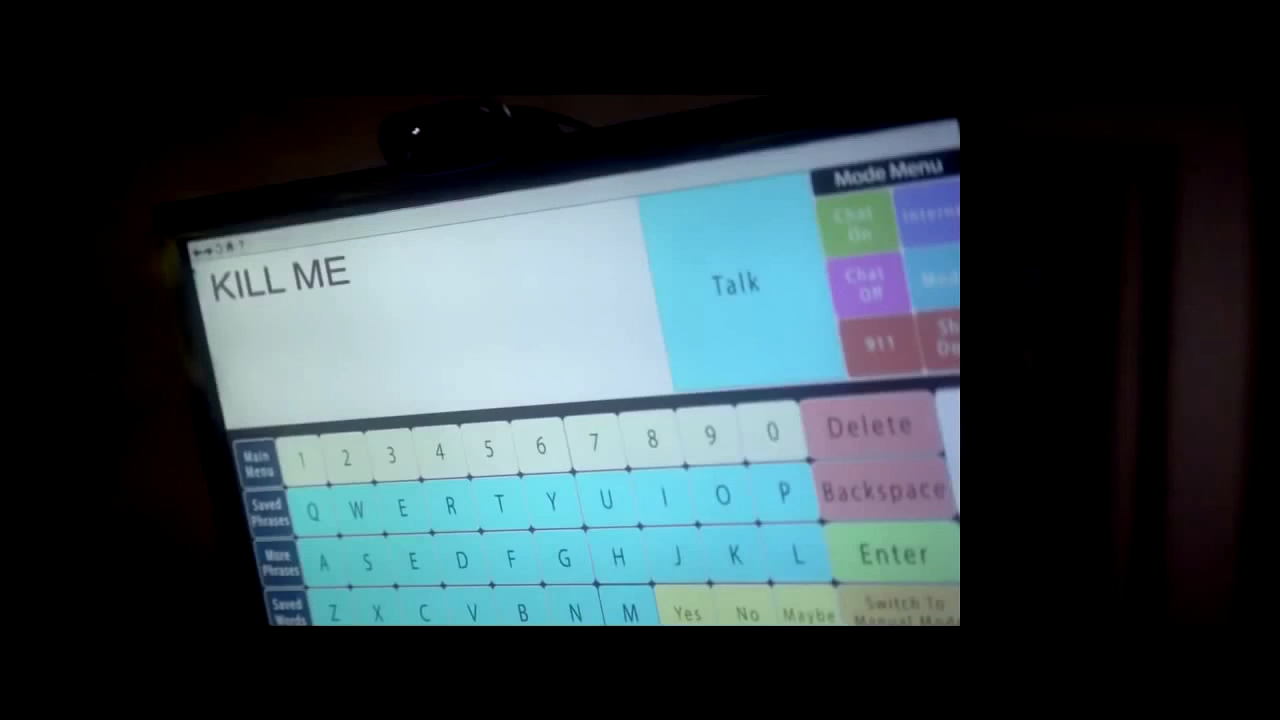 Mode Menu
KILL ME
Talk
Chat On
Chat Off
911
Main Menu
1 2 3 4 5 6 7 8 9 0
Delete
Saved Phrases
Q W E R T Y U I O P
Backspace
More Phrases
A S E D F G H J K L
Enter
Saved Words
Z X C V B N M
Yes No Maybe
Switch To
Manual Mode